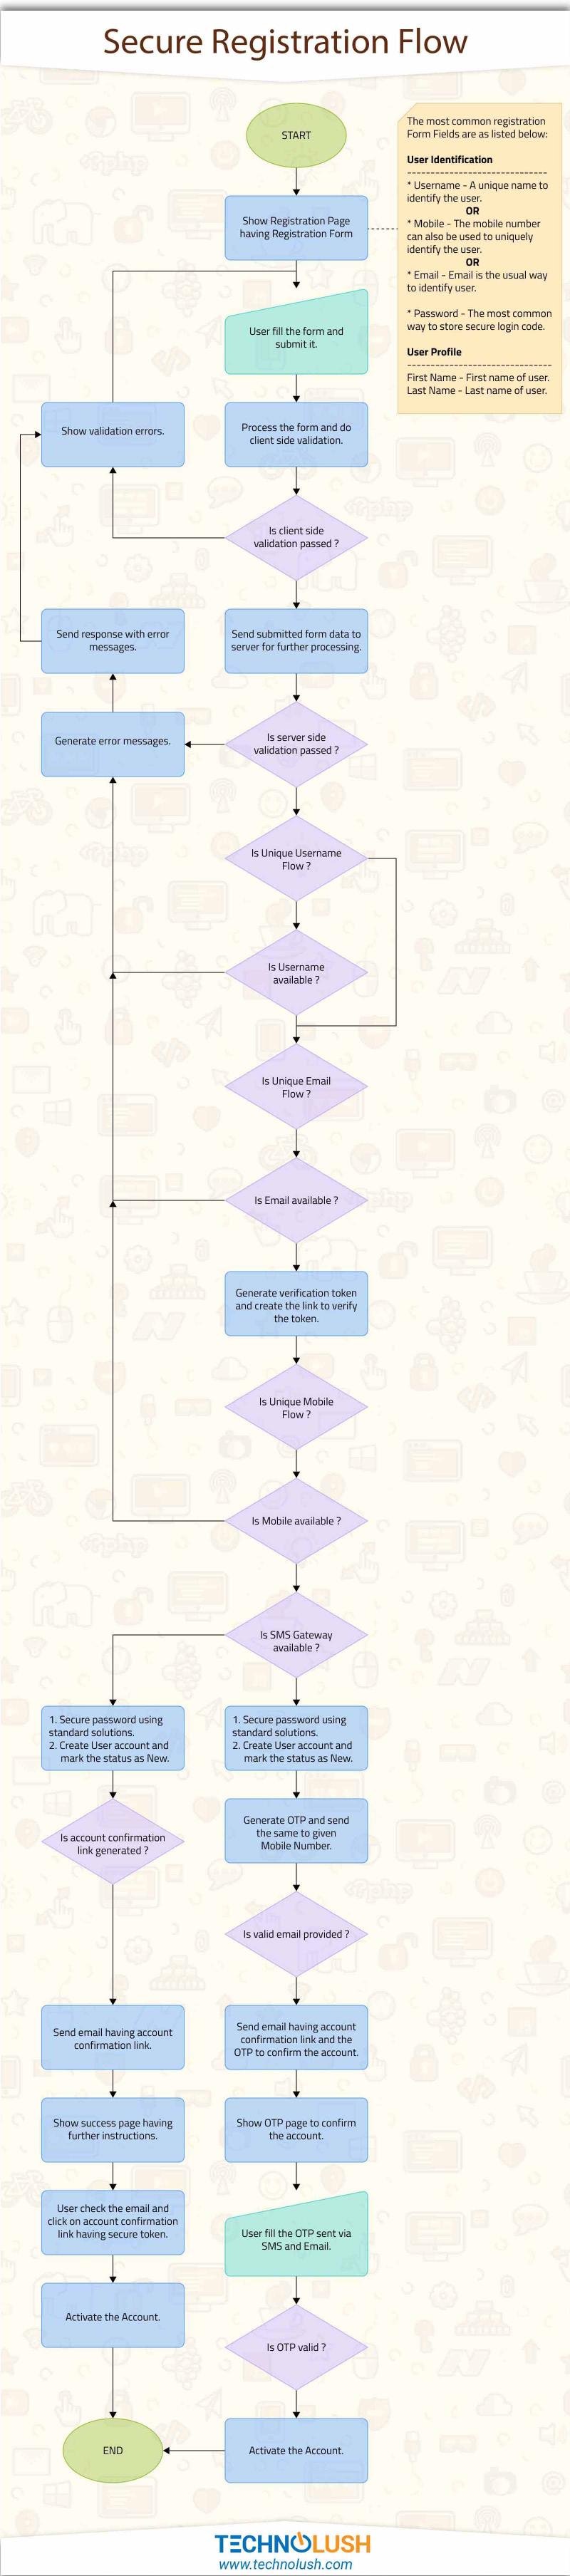 Secure Registration Flow
START
The most common registration
Form Fields are as listed below:
User Identification
------------------------------
* Username - A unique name to
identify the user.
OR
* Mobile - The mobile number
can also be used to uniquely
identify the user.
OR
* Email - Email is the usual way
to identify user.
* Password - The most common
way to store secure login code.
User Profile
-------------------------------
First Name - First name of user.
Last Name - Last name of user.
Show Registration Page
having Registration Form
User fill the form and
submit it.
Show validation errors.
Process the form and do
client side validation.
Is client side
validation passed ?
Send response with error
messages.
Send submitted form data to
server for further processing.
Generate error messages.
Is server side
validation passed ?
Is Unique Username
Flow ?
Is Username
available ?
Is Unique Email
Flow ?
Is Email available ?
Generate verification token
and create the link to verify
the token.
Is Unique Mobile
Flow ?
Is Mobile available ?
Is SMS Gateway
available ?
1. Secure password using
standard solutions.
2. Create User account and
mark the status as New.
1. Secure password using
standard solutions.
2. Create User account and
mark the status as New.
Is account confirmation
link generated ?
Generate OTP and send
the same to given
Mobile Number.
Is valid email provided ?
Send email having account
confirmation link.
Send email having account
confirmation link and the
OTP to confirm the account.
Show success page having
further instructions.
Show OTP page to confirm
the account.
User check the email and
click on account confirmation
link having secure token.
User fill the OTP sent via
SMS and Email.
Activate the Account.
Is OTP valid ?
END
Activate the Account.
TECHNOLUSH
www.technolush.com